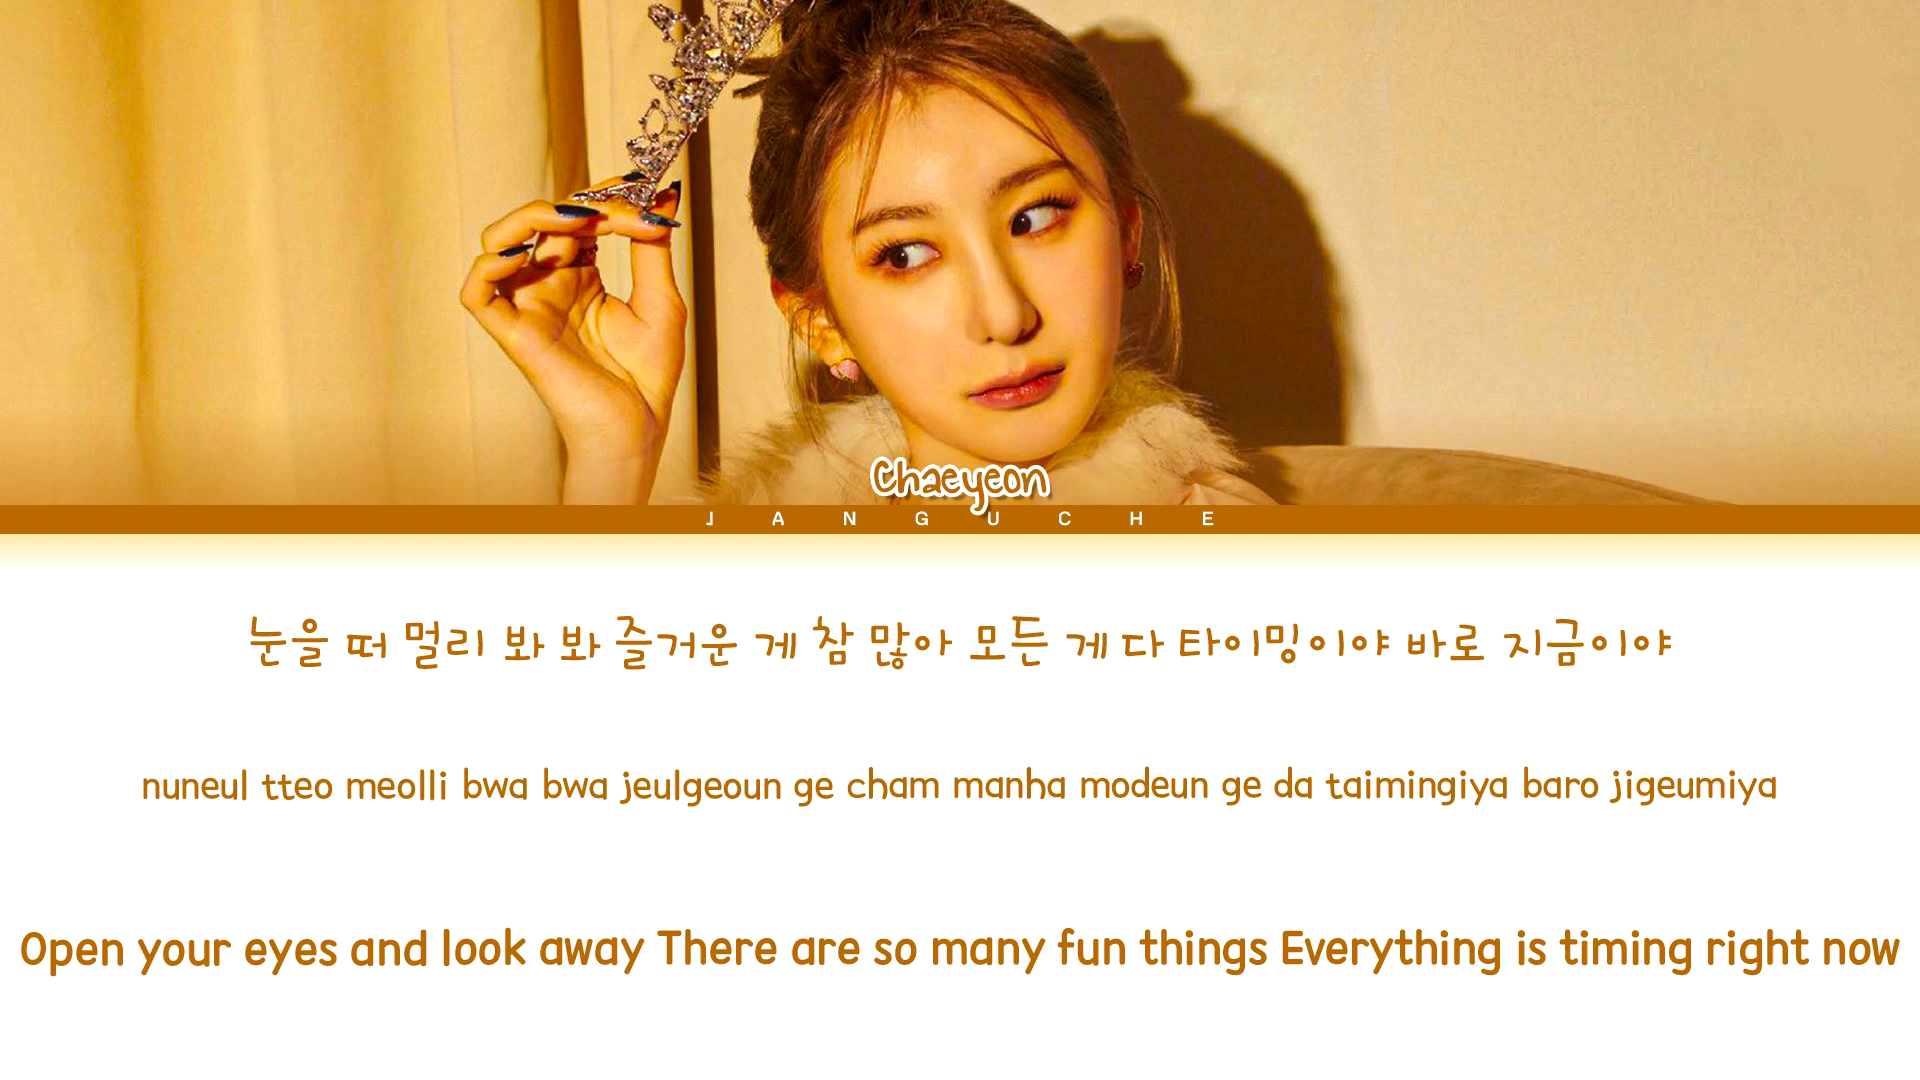 Chaeyeon
JANGUCHE
눈을 떠 멀리 봐 봐 즐거운 게 참 많아 모든 게 다 타이밍이야 바로 지금이야
nuneul tteo meolli bwa bwa jeulgeoun ge cham manha modeun ge da taimingiya baro jigeumiya
Open your eyes and look away There are so many fun things Everything is timing right now